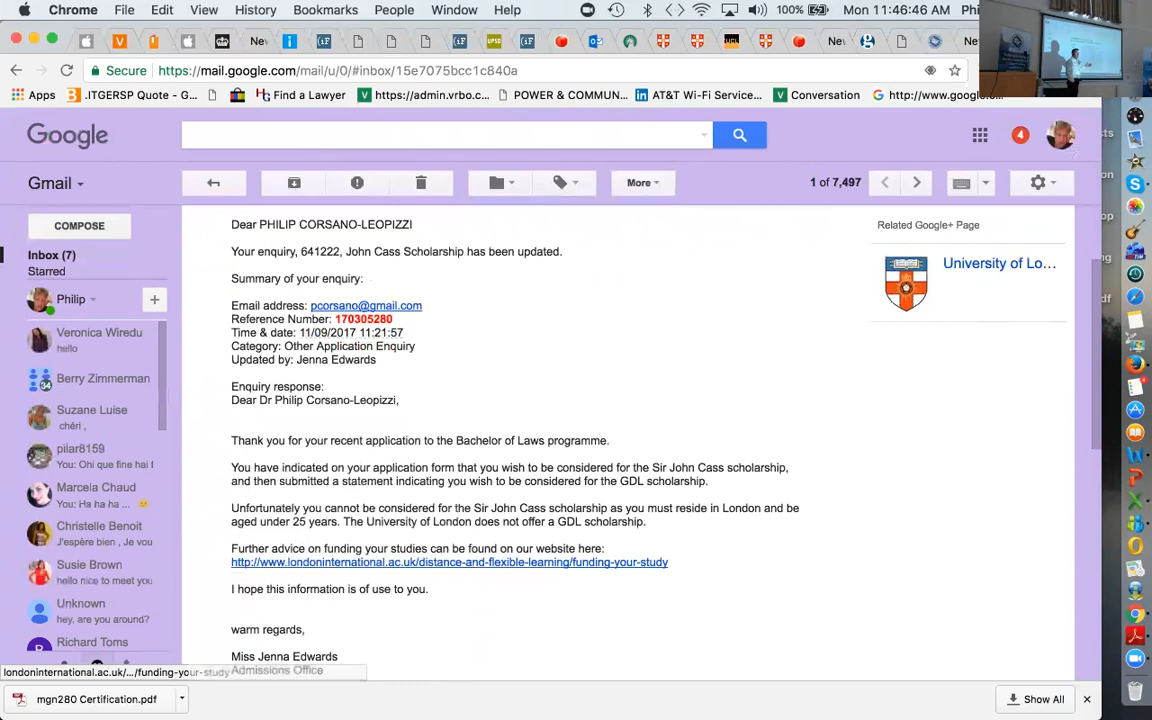 Chrome File Edit View History Bookmarks People Window Help 100% Mon 11:46:46 AM Phi
Nev iF iF UPSD iF UCL Nev Nev
Secure https://mail.google.com/mail/u/0/#inbox/15e7075bcc1c840a
Apps .ITGERSP Quote - G... Find a Lawyer https://admin.vrbo.c... POWER & COMMUN... AT&T Wi-Fi Service... Conversation http://www.google.c
Google
4
Gmail
More
1 of 7,497
COMPOSE
Inbox (7)
Starred
Philip
Veronica Wiredu
hello
Berry Zimmerman
34
Suzane Luise
chéri ,
pilar8159
You: Ohi que fine hai f
Marcela Chaud
You: Ha ha ha ...
Christelle Benoit
J'espère bien , Je vou
Susie Brown
hello nice to meet you
Unknown
hey, are you around?
Richard Toms
Dear PHILIP CORSANO-LEOPIZZI
Your enquiry, 641222, John Cass Scholarship has been updated.
Summary of your enquiry:
Email address: pcorsano@gmail.com
Reference Number: 170305280
Time & date: 11/09/2017 11:21:57
Category: Other Application Enquiry
Updated by: Jenna Edwards
Enquiry response:
Dear Dr Philip Corsano-Leopizzi,
Thank you for your recent application to the Bachelor of Laws programme.
You have indicated on your application form that you wish to be considered for the Sir John Cass scholarship,
and then submitted a statement indicating you wish to be considered for the GDL scholarship.
Unfortunately you cannot be considered for the Sir John Cass scholarship as you must reside in London and be
aged under 25 years. The University of London does not offer a GDL scholarship.
Further advice on funding your studies can be found on our website here:
http://www.londoninternational.ac.uk/distance-and-flexible-learning/funding-your-study
I hope this information is of use to you.
warm regards,
Miss Jenna Edwards
Admissions Office
Related Google+ Page
University of Lo...
londoninternational.ac.uk/.../funding-your-study
mgn280 Certification.pdf
Show All